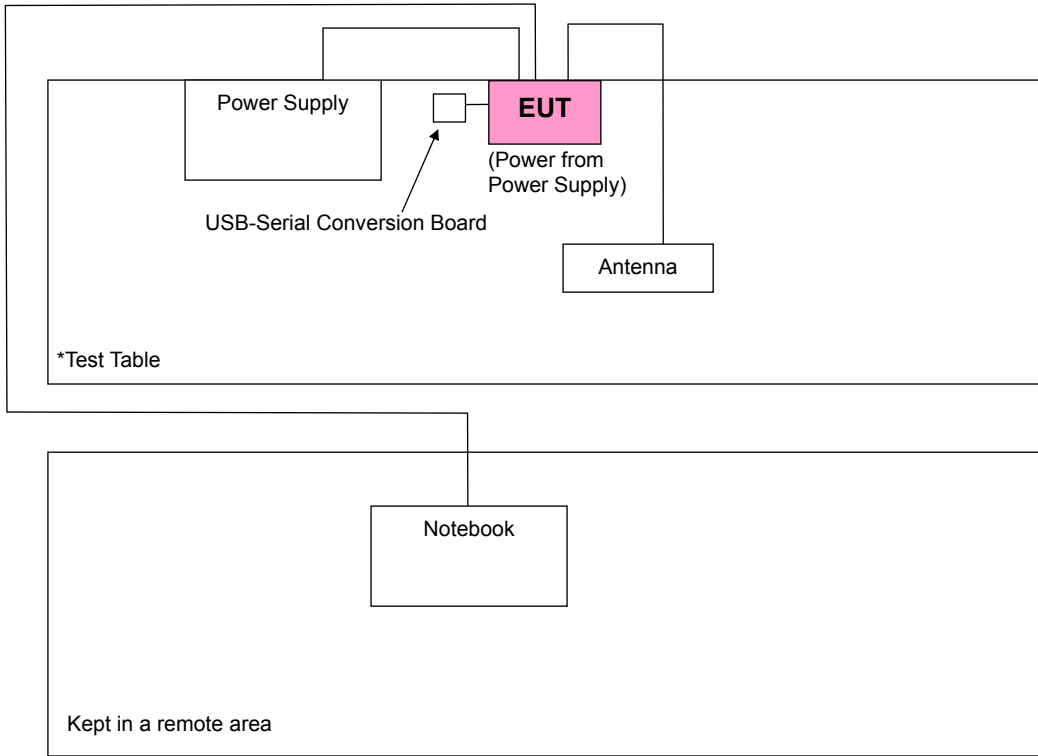 Power Supply
EUT
(Power from
Power Supply)
USB-Serial Conversion Board
Antenna
*Test Table
Notebook
Kept in a remote area